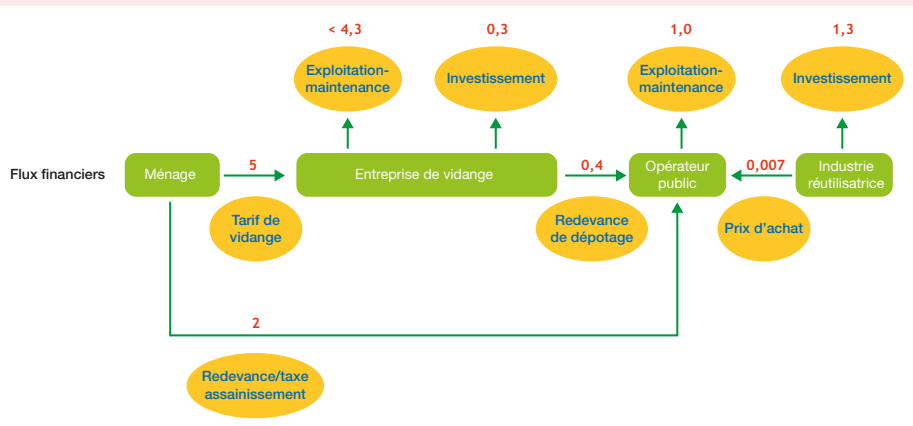 < 4,3
0,3
1,0
1,3
Exploitation-
maintenance
Investissement
Exploitation-
maintenance
Investissement
Flux financiers
Ménage
5
Entreprise de vidange
0,4
Opérateur
public
0,007
Industrie
réutilisatrice
Tarif de
vidange
Redevance
de dépotage
Prix d'achat
2
Redevance/taxe
assainissement